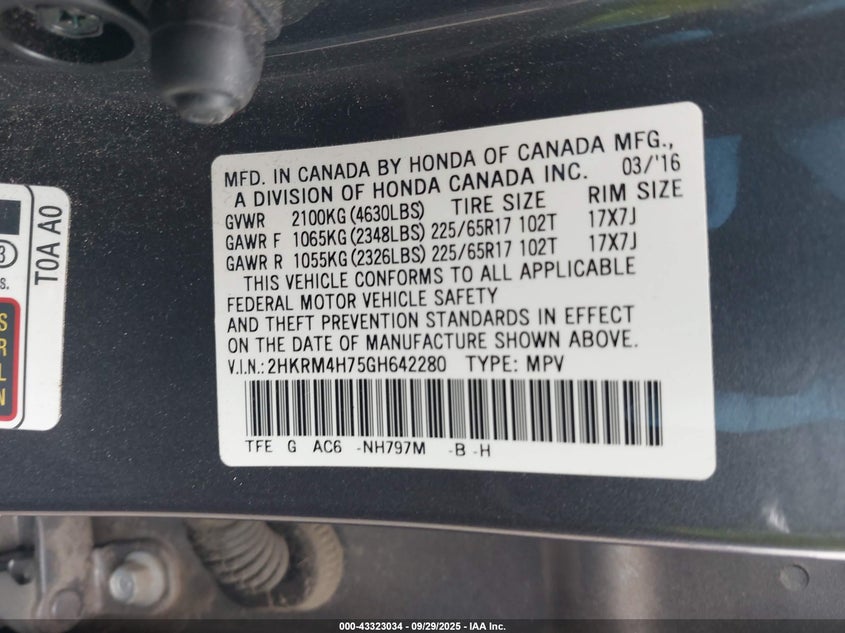 MFD. IN CANADA BY HONDA OF CANADA MFG.,
A DIVISION OF HONDA CANADA INC. 03/'16
GVWR 2100KG (4630LBS) TIRE SIZE RIM SIZE
GAWR F 1065KG (2348LBS) 225/65R17 102T 17X7J
GAWR R 1055KG (2326LBS) 225/65R17 102T 17X7J
THIS VEHICLE CONFORMS TO ALL APPLICABLE
FEDERAL MOTOR VEHICLE SAFETY
AND THEFT PREVENTION STANDARDS IN EFFECT
ON THE DATE OF MANUFACTURE SHOWN ABOVE.
V.I.N.: 2HKRM4H75GH642280 TYPE: MPV
TFE G AC6 -NH797M -B -H
T0A A0
000-43323034 - 09/29/2025 - IAA Inc.